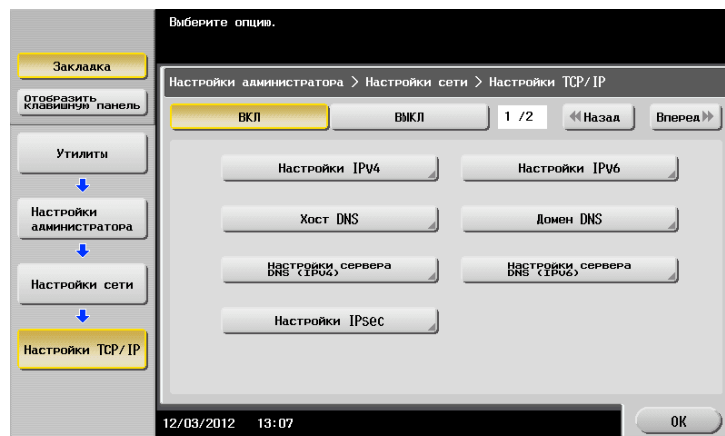 Выберите опцию.
Закладка
Отобразить
клавишную панель
Настройки администратора > Настройки сети > Настройки TCP/IP
ВКЛ
ВЫКЛ
1 /2
Назад
Вперед
Утилиты
Настройки
администратора
Настройки сети
Настройки TCP/IP
Настройки IPv4
Настройки IPv6
Хост DNS
Домен DNS
Настройки сервера
DNS (IPv4)
Настройки сервера
DNS (IPv6)
Настройки IPsec
12/03/2012 13:07
OK